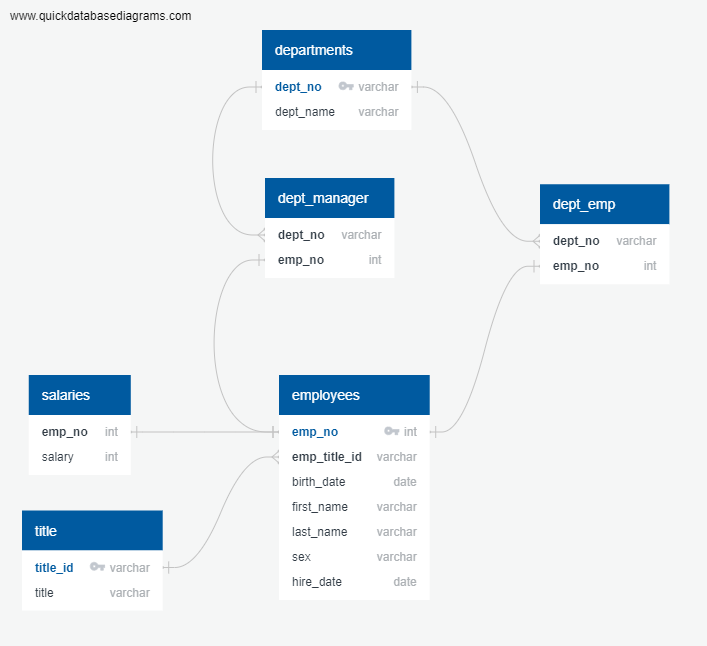 www.quickdatabasediagrams.com
departments
dept_no varchar
dept_name varchar
dept_manager
dept_no varchar
emp_no int
dept_emp
dept_no varchar
emp_no int
salaries
emp_no int
salary int
employees
emp_no int
emp_title_id varchar
birth_date date
first_name varchar
last_name varchar
sex varchar
hire_date date
title
title_id varchar
title varchar